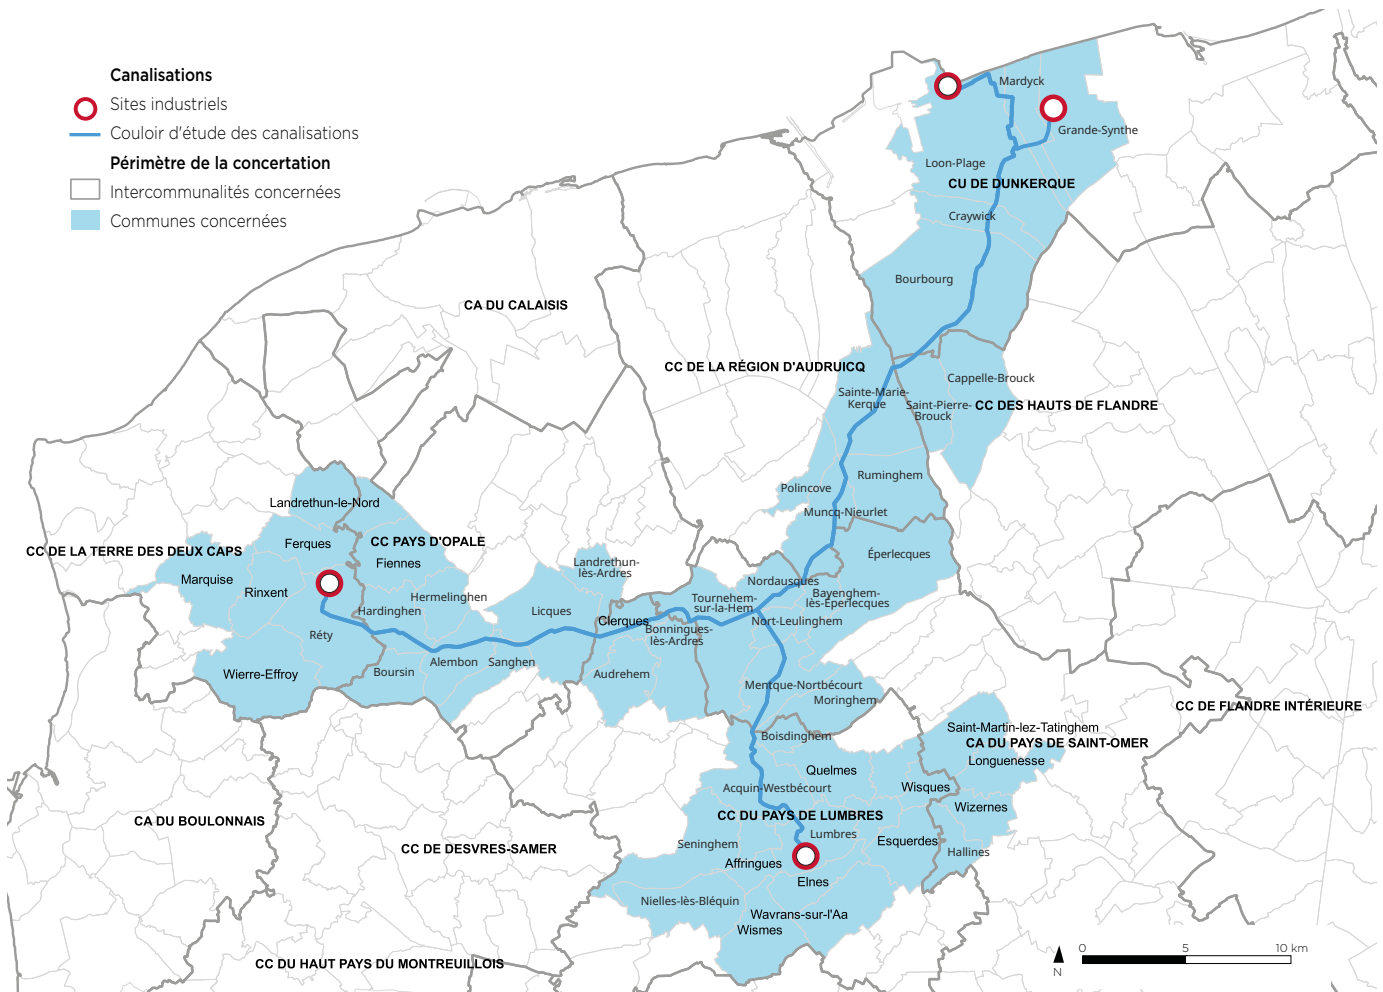 Canalisations
Sites industriels
Couloir d'étude des canalisations
Périmètre de la concertation
Intercommunalités concernées
Communes concernées
Mardyck
Grande-Synthe
Loon-Plage
CU DE DUNKERQUE
Craywick
Bourbourg
CA DU CALAISIS
CC DE LA RÉGION D'AUDRUICQ
Cappelle-Brouck
Sainte-Marie-
Kerque
Saint-Pierre-
Brouck
CC DES HAUTS DE FLANDRE
Ruminghem
Polincove
Muncq-Nieurlet
Landrethun-le-Nord
CC PAYS D'OPALE
Ferques
CC DE LA TERRE DES DEUX CAPS
Fiennes
Marquise
Rinxent
Landrethun-
lès-Ardres
Éperlecques
Nordausques
Bayenghem-
lès-Eperlecques
Hermelinghen
Hardinghen
Licques
Tournehem-
sur-la-Hem
Clerques
Nort-Leulinghem
Bonningues-
lès-Ardres
Réty
Alembon
Sanghen
Boursin
Wierre-Effroy
Audrehem
Mentque-Nortbécourt
Moringhem
CC DE FLANDRE INTÉRIEURE
Saint-Martin-lez-Tatinghem
CA DU PAYS DE SAINT-OMER
Longuenesse
Boisdinghem
Quelmes
Wisques
Acquin-Westbécourt
Wizernes
CC DU PAYS DE LUMBRES
CA DU BOULONNAIS
Lumbres
Esquerdes
Seninghem
CC DE DESVRES-SAMER
Hallines
Affringues
Elnes
Nielles-lès-Bléquin
Wavrans-sur-l'Aa
Wismes
CC DU HAUT PAYS DU MONTREUILLOIS
N
0
5
10 km